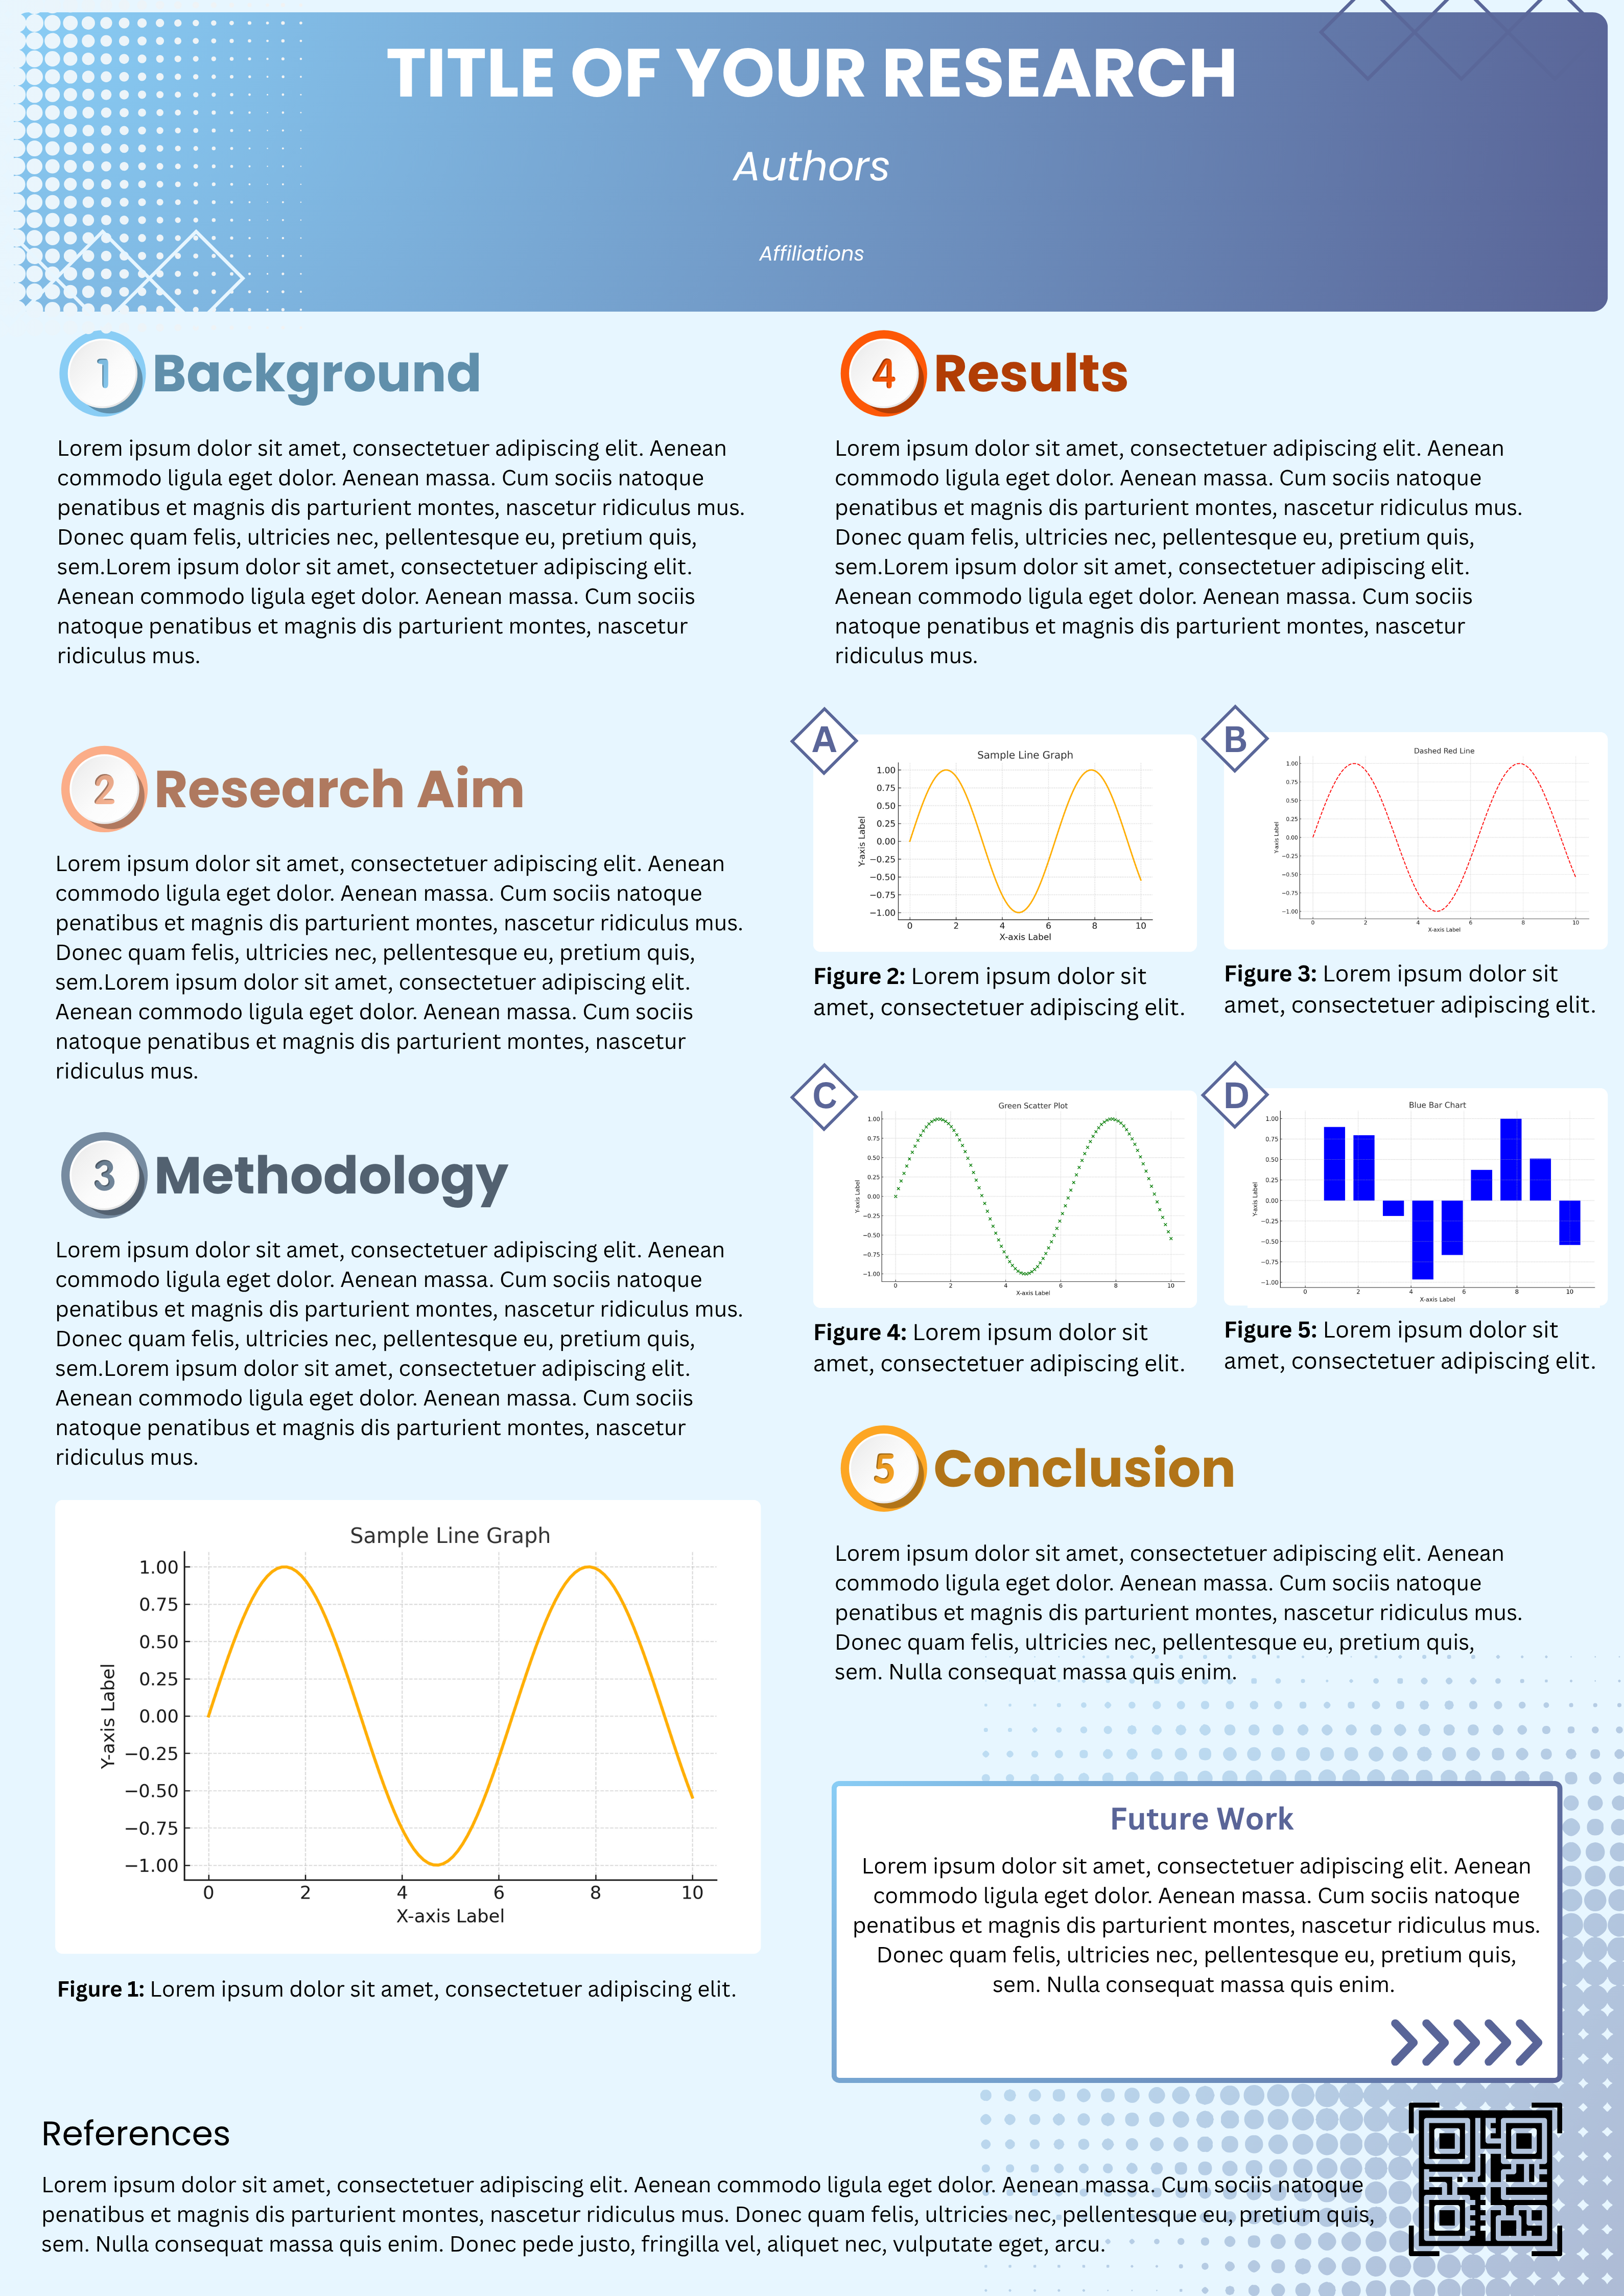 TITLE OF YOUR RESEARCH
Authors
Affiliations
1 Background
Lorem ipsum dolor sit amet, consectetuer adipiscing elit. Aenean
commodo ligula eget dolor. Aenean massa. Cum sociis natoque
penatibus et magnis dis parturient montes, nascetur ridiculus mus.
Donec quam felis, ultricies nec, pellentesque eu, pretium quis,
sem.Lorem ipsum dolor sit amet, consectetuer adipiscing elit.
Aenean commodo ligula eget dolor. Aenean massa. Cum sociis
natoque penatibus et magnis dis parturient montes, nascetur
ridiculus mus.
2 Research Aim
Lorem ipsum dolor sit amet, consectetuer adipiscing elit. Aenean
commodo ligula eget dolor. Aenean massa. Cum sociis natoque
penatibus et magnis dis parturient montes, nascetur ridiculus mus.
Donec quam felis, ultricies nec, pellentesque eu, pretium quis,
sem.Lorem ipsum dolor sit amet, consectetuer adipiscing elit.
Aenean commodo ligula eget dolor. Aenean massa. Cum sociis
natoque penatibus et magnis dis parturient montes, nascetur
ridiculus mus.
3 Methodology
Lorem ipsum dolor sit amet, consectetuer adipiscing elit. Aenean
commodo ligula eget dolor. Aenean massa. Cum sociis natoque
penatibus et magnis dis parturient montes, nascetur ridiculus mus.
Donec quam felis, ultricies nec, pellentesque eu, pretium quis,
sem.Lorem ipsum dolor sit amet, consectetuer adipiscing elit.
Aenean commodo ligula eget dolor. Aenean massa. Cum sociis
natoque penatibus et magnis dis parturient montes, nascetur
ridiculus mus.
Sample Line Graph
Y-axis Label
1.00
0.75
0.50
0.25
0.00
−0.25
−0.50
−0.75
−1.00
0 2 4 6 8 10
X-axis Label
Figure 1: Lorem ipsum dolor sit amet, consectetuer adipiscing elit.
4 Results
Lorem ipsum dolor sit amet, consectetuer adipiscing elit. Aenean
commodo ligula eget dolor. Aenean massa. Cum sociis natoque
penatibus et magnis dis parturient montes, nascetur ridiculus mus.
Donec quam felis, ultricies nec, pellentesque eu, pretium quis,
sem.Lorem ipsum dolor sit amet, consectetuer adipiscing elit.
Aenean commodo ligula eget dolor. Aenean massa. Cum sociis
natoque penatibus et magnis dis parturient montes, nascetur
ridiculus mus.
A
Sample Line Graph
Y-axis Label
1.00
0.75
0.50
0.25
0.00
−0.25
−0.50
−0.75
−1.00
0 2 4 6 8 10
X-axis Label
Figure 2: Lorem ipsum dolor sit
amet, consectetuer adipiscing elit.
B
Dashed Red Line
Y-axis Label
1.00
0.75
0.50
0.25
0.00
−0.25
−0.50
−0.75
−1.00
0 2 4 6 8 10
X-axis Label
Figure 3: Lorem ipsum dolor sit
amet, consectetuer adipiscing elit.
C
Green Scatter Plot
Y-axis Label
1.00
0.75
0.50
0.25
0.00
−0.25
−0.50
−0.75
−1.00
0 2 4 6 8 10
X-axis Label
Figure 4: Lorem ipsum dolor sit
amet, consectetuer adipiscing elit.
D
Blue Bar Chart
Y-axis Label
1.00
0.75
0.50
0.25
0.00
−0.25
−0.50
−0.75
−1.00
0 2 4 6 8 10
X-axis Label
Figure 5: Lorem ipsum dolor sit
amet, consectetuer adipiscing elit.
5 Conclusion
Lorem ipsum dolor sit amet, consectetuer adipiscing elit. Aenean
commodo ligula eget dolor. Aenean massa. Cum sociis natoque
penatibus et magnis dis parturient montes, nascetur ridiculus mus.
Donec quam felis, ultricies nec, pellentesque eu, pretium quis,
sem. Nulla consequat massa quis enim.
Future Work
Lorem ipsum dolor sit amet, consectetuer adipiscing elit. Aenean
commodo ligula eget dolor. Aenean massa. Cum sociis natoque
penatibus et magnis dis parturient montes, nascetur ridiculus mus.
Donec quam felis, ultricies nec, pellentesque eu, pretium quis,
sem. Nulla consequat massa quis enim.
References
Lorem ipsum dolor sit amet, consectetuer adipiscing elit. Aenean commodo ligula eget dolor. Aenean massa. Cum sociis natoque
penatibus et magnis dis parturient montes, nascetur ridiculus mus. Donec quam felis, ultricies nec, pellentesque eu, pretium quis,
sem. Nulla consequat massa quis enim. Donec pede justo, fringilla vel, aliquet nec, vulputate eget, arcu.